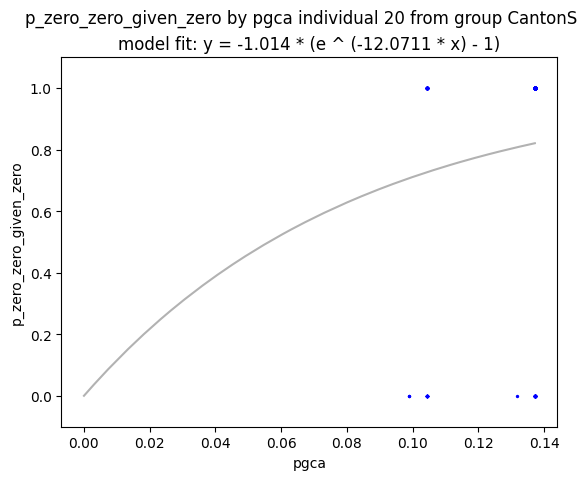 p_zero_zero_given_zero by pgca individual 20 from group CantonS
model fit: y = -1.014 * (e ^ (-12.0711 * x) - 1)
1.0
0.8
0.6
0.4
0.2
0.0
p_zero_zero_given_zero
0.00 0.02 0.04 0.06 0.08 0.10 0.12 0.14
pgca